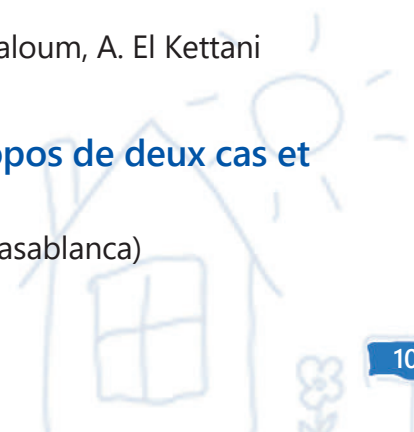 aloum, A. El Kettani
opos de deux cas et
asablanca)
10